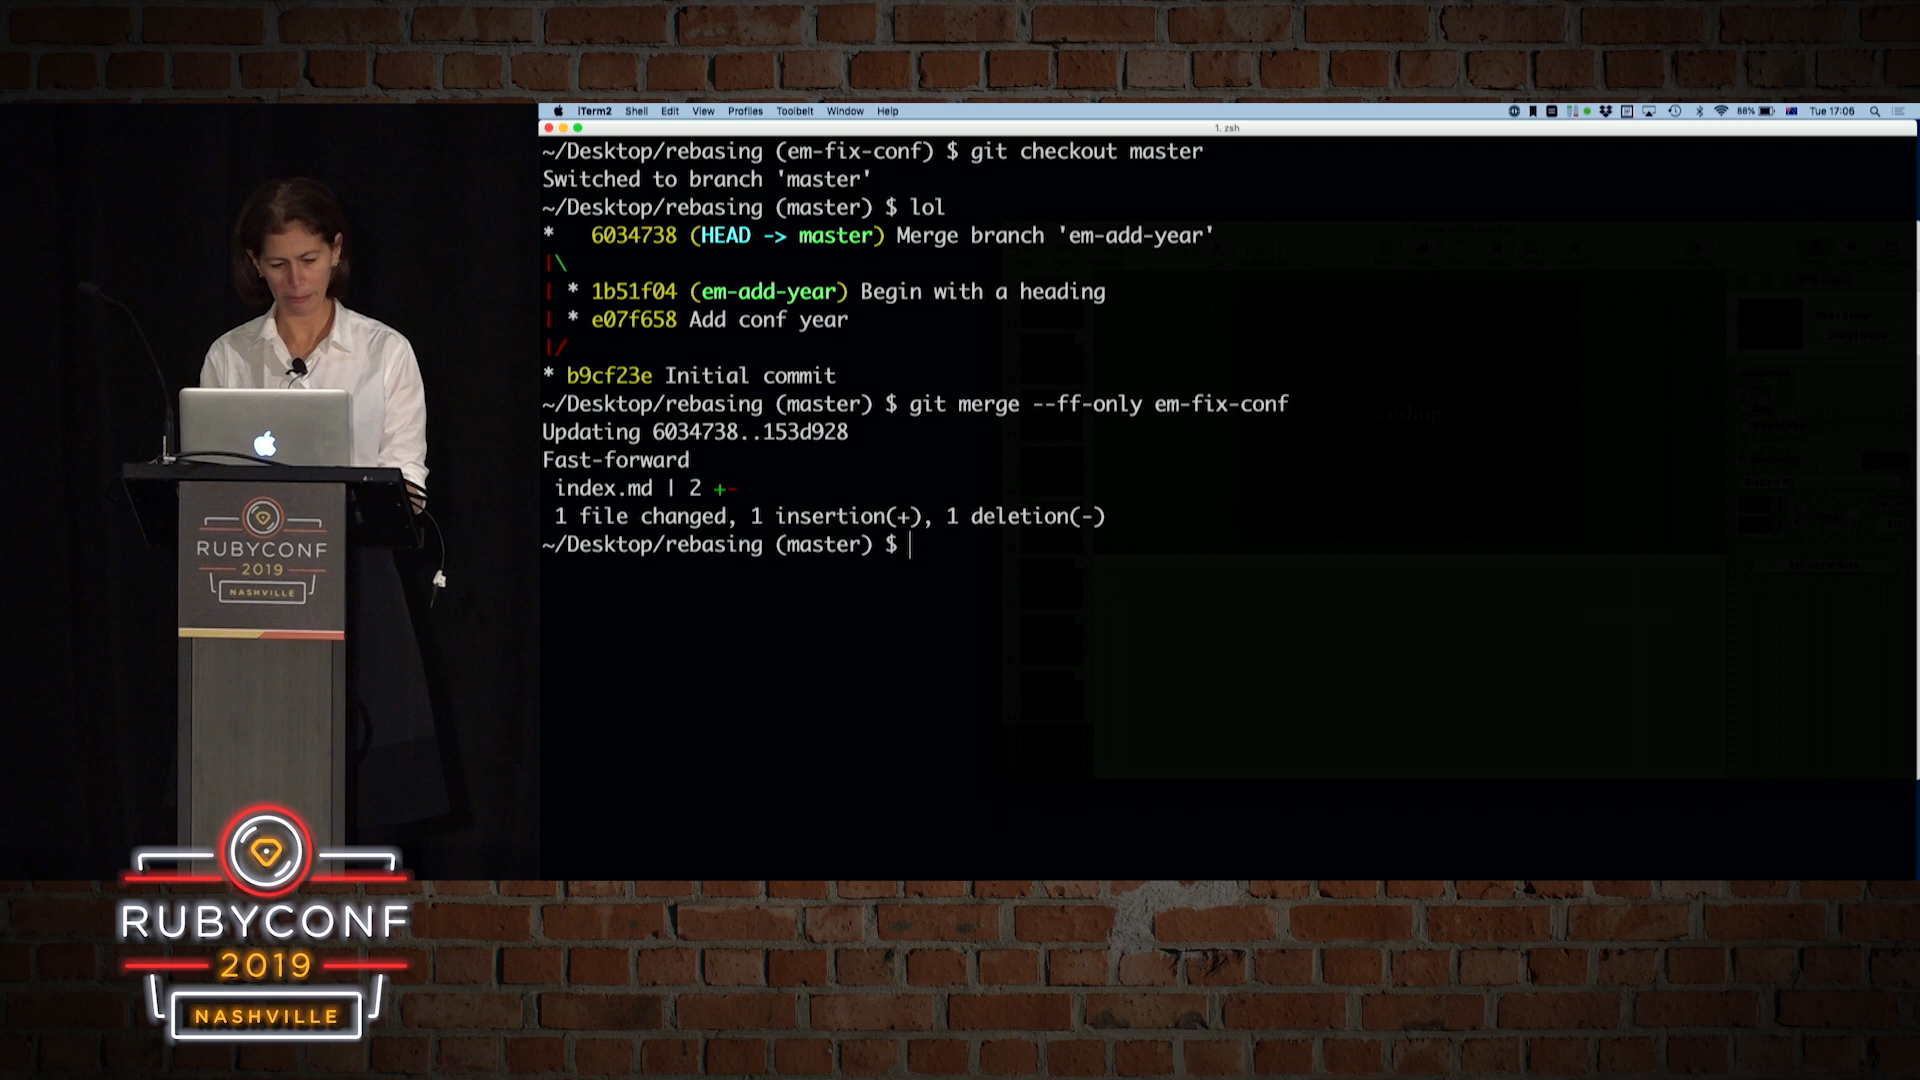 iTerm2 Shell Edit View Profiles Toolbelt Window Help 88% Tue 17:06
1. zsh
~/Desktop/rebasing (em-fix-conf) $ git checkout master
Switched to branch 'master'
~/Desktop/rebasing (master) $ lol
*   6034738 (HEAD -> master) Merge branch 'em-add-year'
|\
| * 1b51f04 (em-add-year) Begin with a heading
| * e07f658 Add conf year
|/
* b9cf23e Initial commit
~/Desktop/rebasing (master) $ git merge --ff-only em-fix-conf
Updating 6034738..153d928
Fast-forward
 index.md | 2 +-
 1 file changed, 1 insertion(+), 1 deletion(-)
~/Desktop/rebasing (master) $
RUBYCONF
2019
NASHVILLE
RUBYCONF
2019
NASHVILLE